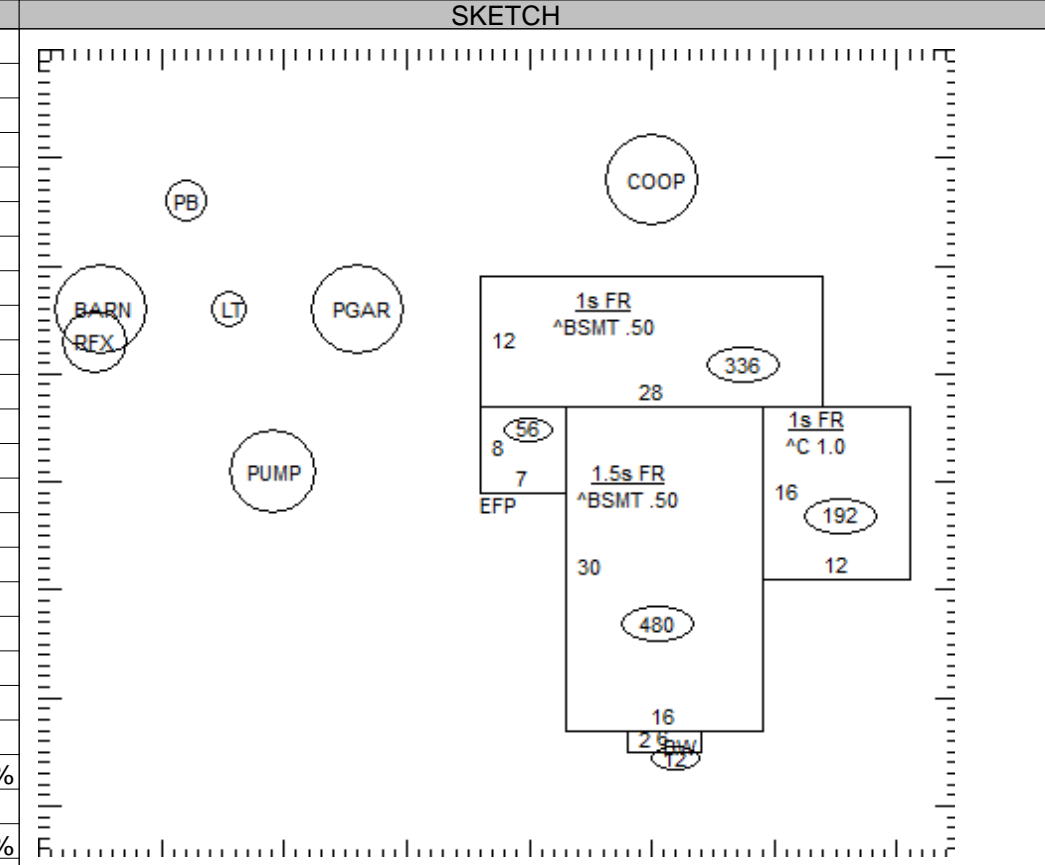 SKETCH
COOP
PB
BARN
LT
PGAR
RFX
1s FR
^BSMT .50
12
336
28
56
8
7
EFP
1s FR
^C 1.0
16
192
12
PUMP
1.5s FR
^BSMT .50
30
480
16
2 6
BW
12
%
%